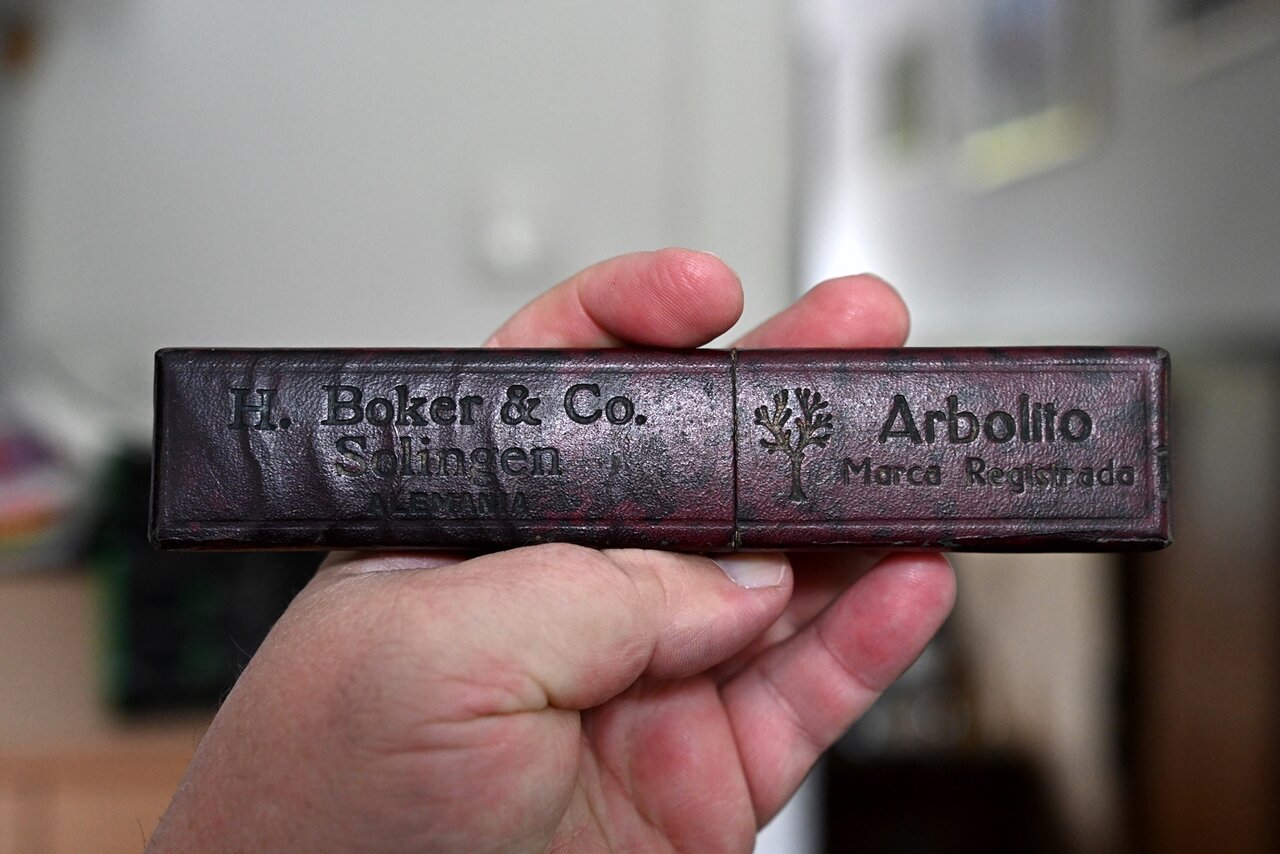 H. Boker & Co.
Solingen
ALEMANIA
Arbolito
Marca Registrada